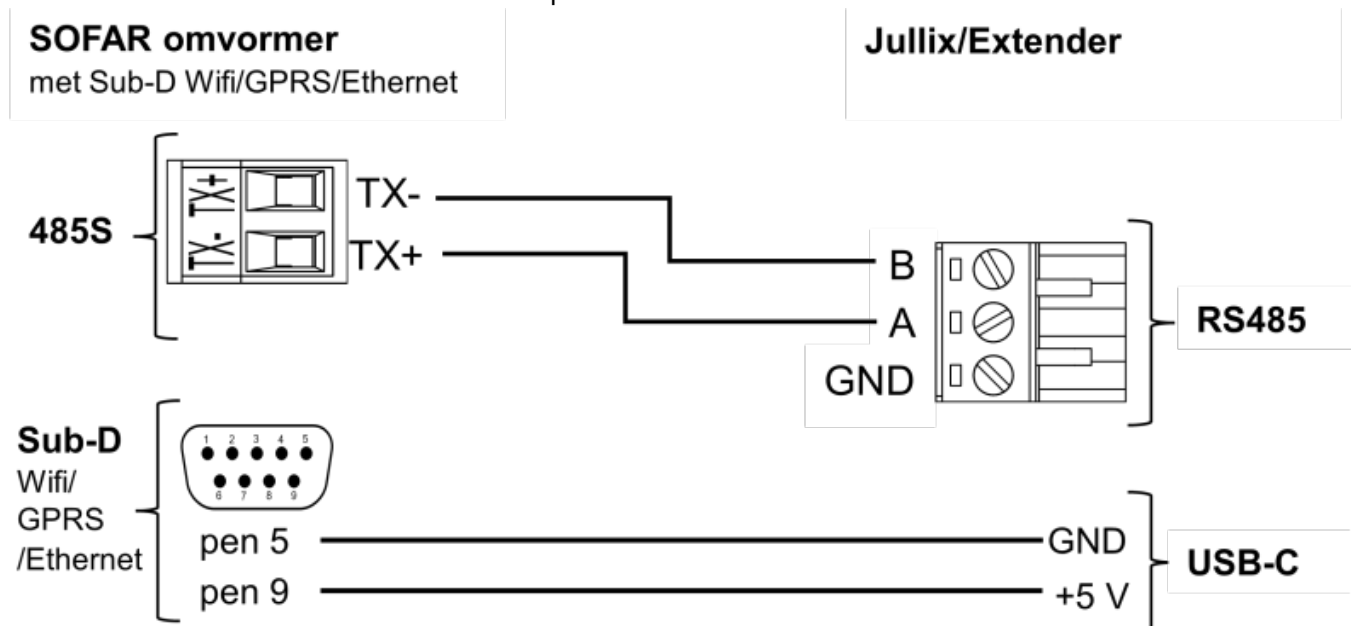 SOFAR omvormer
met Sub-D Wifi/GPRS/Ethernet
Jullix/Extender
485S
TX+
TX-
TX-
TX+
B
A
GND
RS485
Sub-D
Wifi/
GPRS
/Ethernet
1 2 3 4 5
6 7 8 9
pen 5
pen 9
GND
+5 V
USB-C